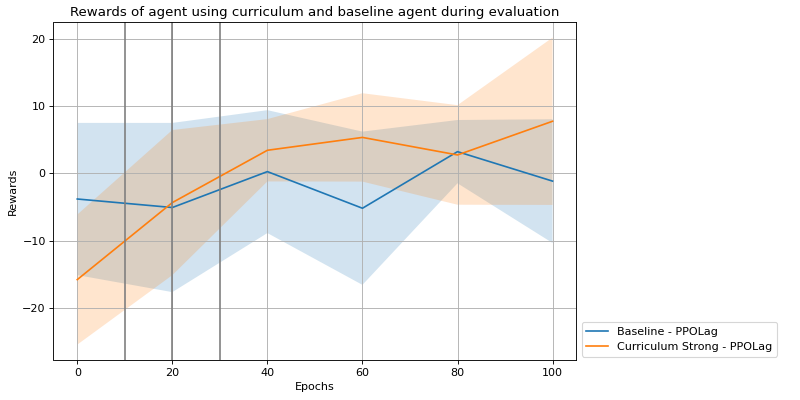 Rewards of agent using curriculum and baseline agent during evaluation
20
10
0
−10
−20
Rewards
0
20
40
60
80
100
Epochs
Baseline - PPOLag
Curriculum Strong - PPOLag